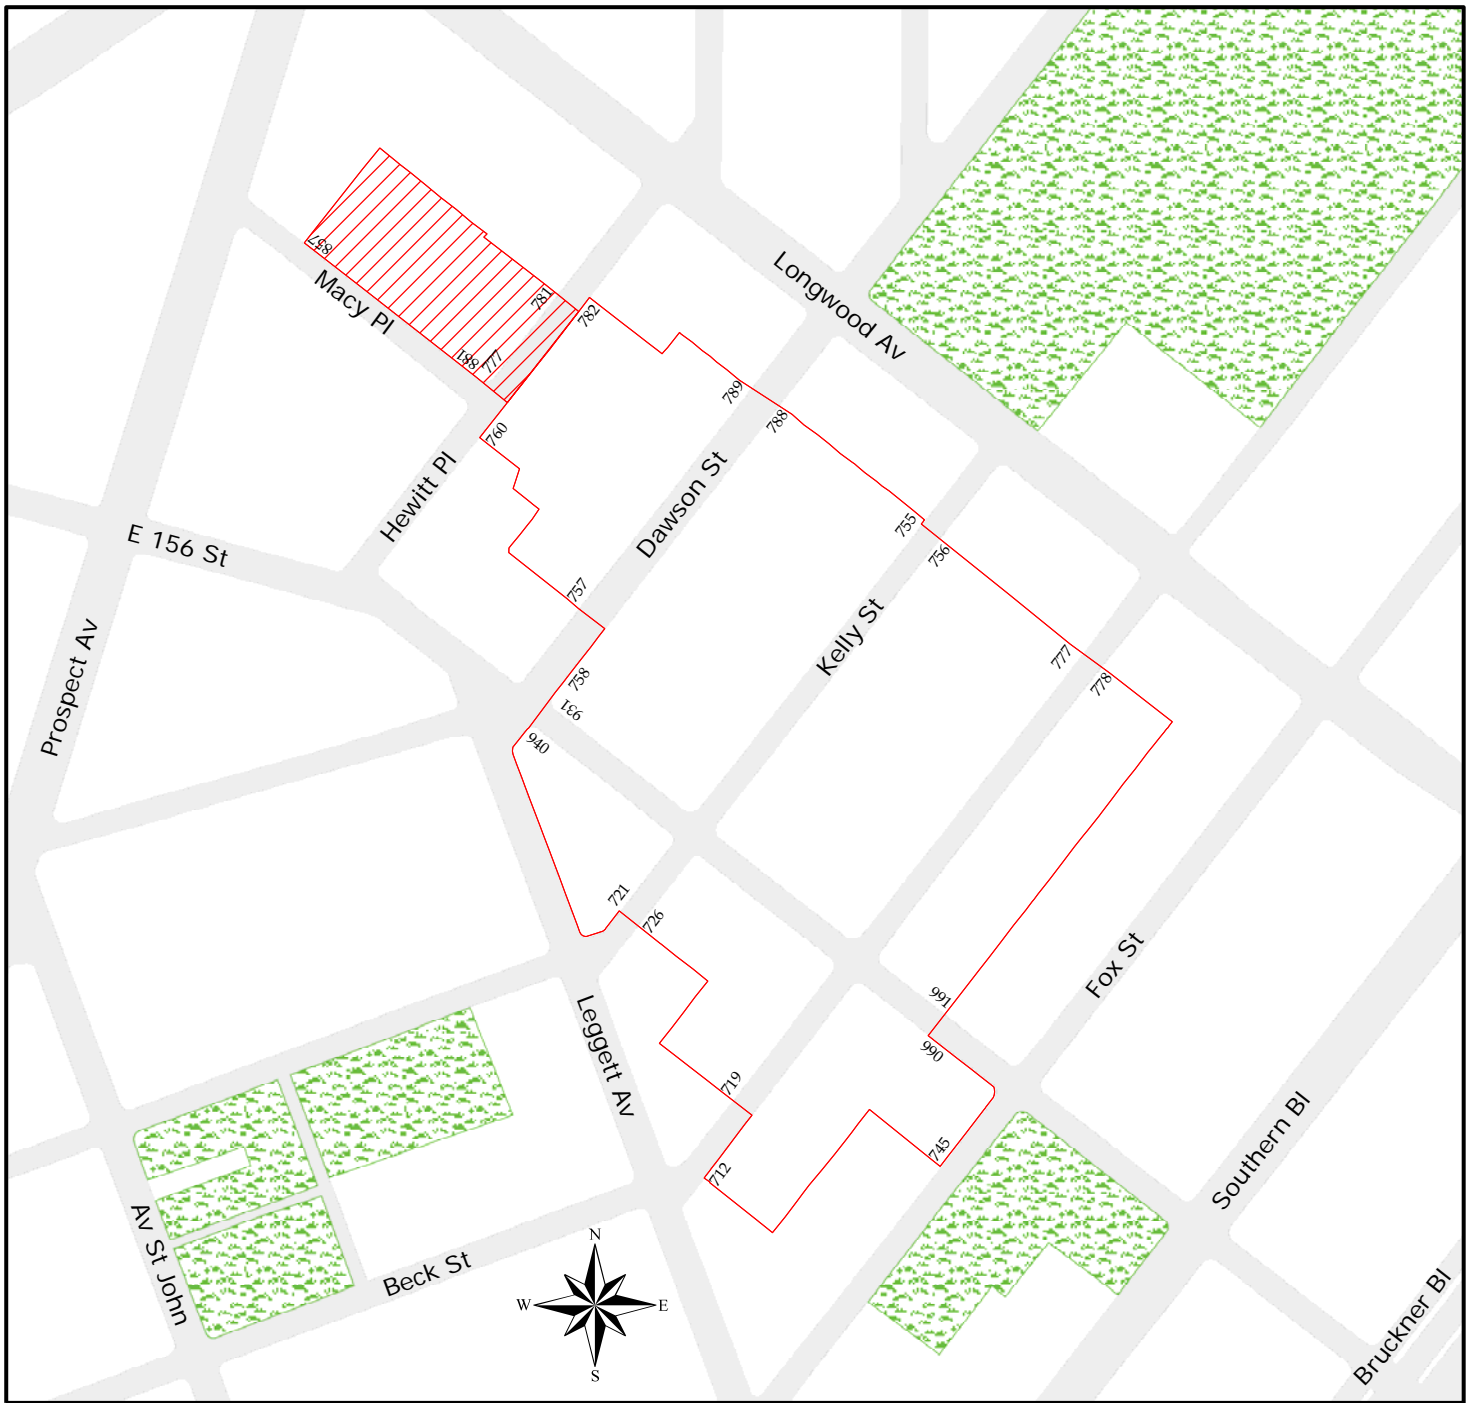 857
Macy Pl
781
782
881
777
Longwood Av
789
788
760
Hewitt Pl
Dawson St
755
756
E 156 St
757
Kelly St
777
778
Prospect Av
758
931
940
721
726
Fox St
991
990
Leggett Av
719
745
712
Southern Bl
Av St John
Beck St
N
W
E
S
Bruckner Bl